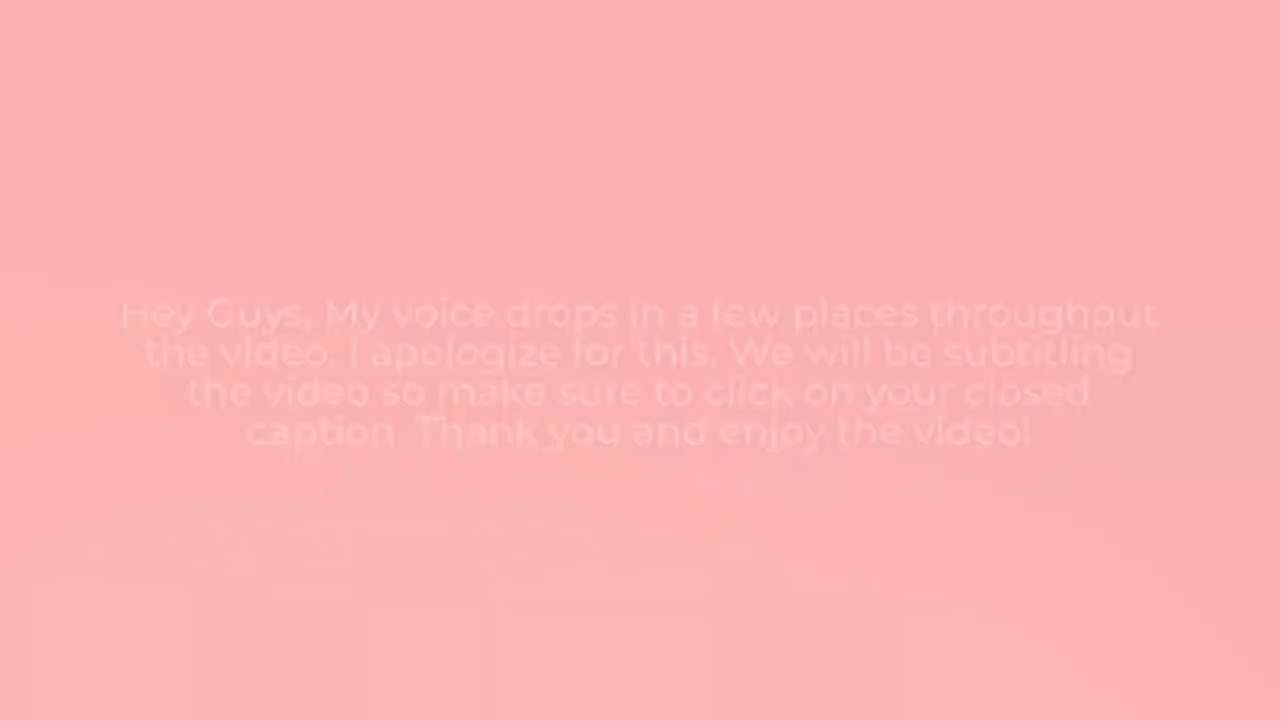 Hey Guys, My voice drops in a few places throughout
the video. I apologize for this. We will be subtitling
the video so make sure to click on your closed
caption. Thank you and enjoy the video!